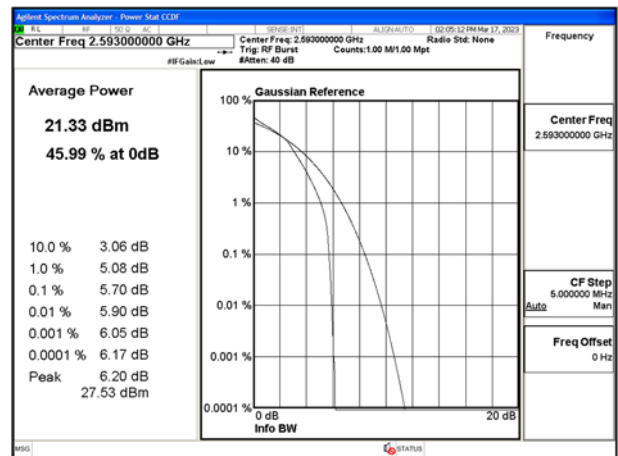 Agilent Spectrum Analyzer - Power Stat CCDF
RL RF 50 Ω AC SENSE:INT ALIGNAUTO 02:05:12 PM Mar 17, 2023
Center Freq 2.593000000 GHz
Center Freq: 2.593000000 GHz Radio Std: None
Trig: RF Burst Counts:1.00 M/1.00 Mpt
#IFGain:Low #Atten: 40 dB
Frequency
Average Power
21.33 dBm
45.99 % at 0dB
10.0 % 3.06 dB
1.0 % 5.08 dB
0.1 % 5.70 dB
0.01 % 5.90 dB
0.001 % 6.05 dB
0.0001 % 6.17 dB
Peak 6.20 dB
27.53 dBm
Gaussian Reference
100 %
10 %
1 %
0.1 %
0.01 %
0.001 %
0.0001 %
0 dB 20 dB
Info BW
Center Freq
2.593000000 GHz
CF Step
5.000000 MHz
Auto Man
Freq Offset
0 Hz
MSG STATUS